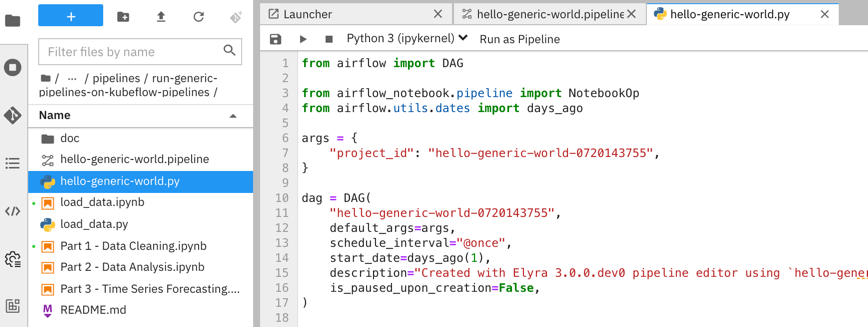 Launcher
hello-generic-world.pipeline
hello-generic-world.py
Filter files by name
Python 3 (ipykernel)
Run as Pipeline
/ ··· / pipelines / run-generic-
pipelines-on-kubeflow-pipelines /
Name
doc
hello-generic-world.pipeline
hello-generic-world.py
load_data.ipynb
load_data.py
Part 1 - Data Cleaning.ipynb
Part 2 - Data Analysis.ipynb
Part 3 - Time Series Forecasting....
README.md
1 from airflow import DAG
2
3 from airflow_notebook.pipeline import NotebookOp
4 from airflow.utils.dates import days_ago
5
6 args = {
7     "project_id": "hello-generic-world-0720143755",
8 }
9
10 dag = DAG(
11     "hello-generic-world-0720143755",
12     default_args=args,
13     schedule_interval="@once",
14     start_date=days_ago(1),
15     description="Created with Elyra 3.0.0.dev0 pipeline editor using `hello-gener
16     is_paused_upon_creation=False,
17 )
18